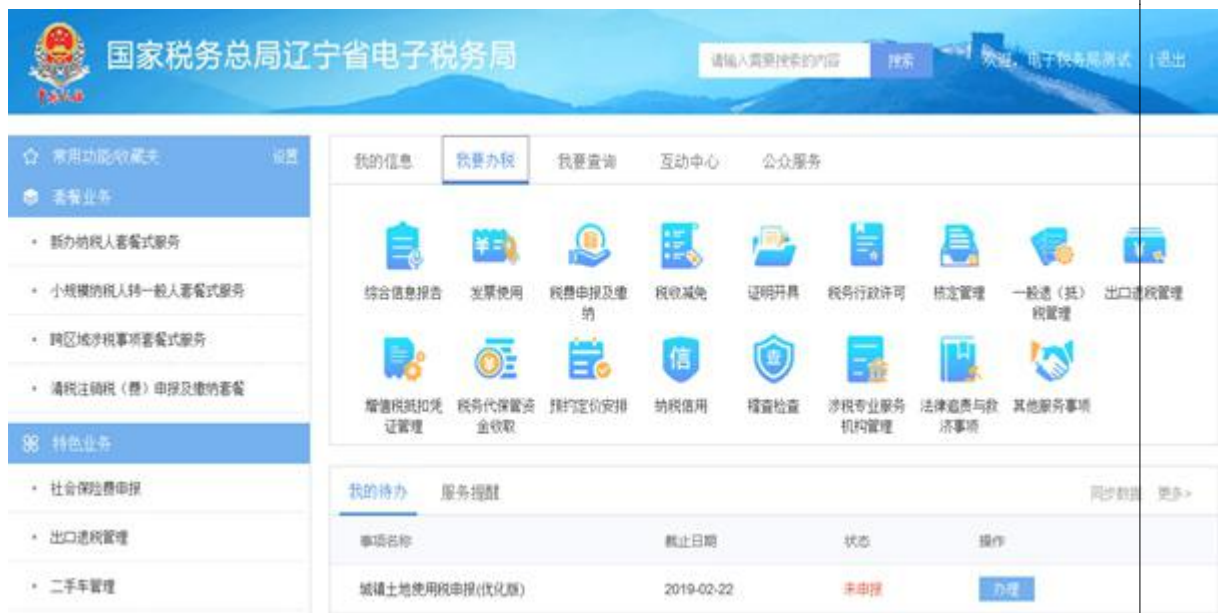 国家税务总局辽宁省电子税务局
请输入需要搜索的内容 搜索 欢迎，电子税务局测试 | 退出
常用功能/收藏夹 设置
套餐业务
新办纳税人套餐式服务
小规模纳税人转一般人套餐式服务
跨区域涉税事项套餐式服务
清税注销税（费）申报及缴纳套餐
特色业务
社会保险费申报
出口退税管理
二手车管理
我的信息 我要办税 我要查询 互动中心 公众服务
综合信息报告 发票使用 税费申报及缴 税收减免 证明开具 税务行政许可 核定管理 一般退（抵） 出口退税管理
纳 税管理
增值税抵扣凭 税务代保管资 预约定价安排 纳税信用 稽查检查 涉税专业服务 法律追责与救 其他服务事项
证管理 金收取 机构管理 济事项
我的待办 服务提醒 同步数据 更多>
事项名称 截止日期 状态 操作
城镇土地使用税申报(优化版) 2019-02-22 未申报 办理